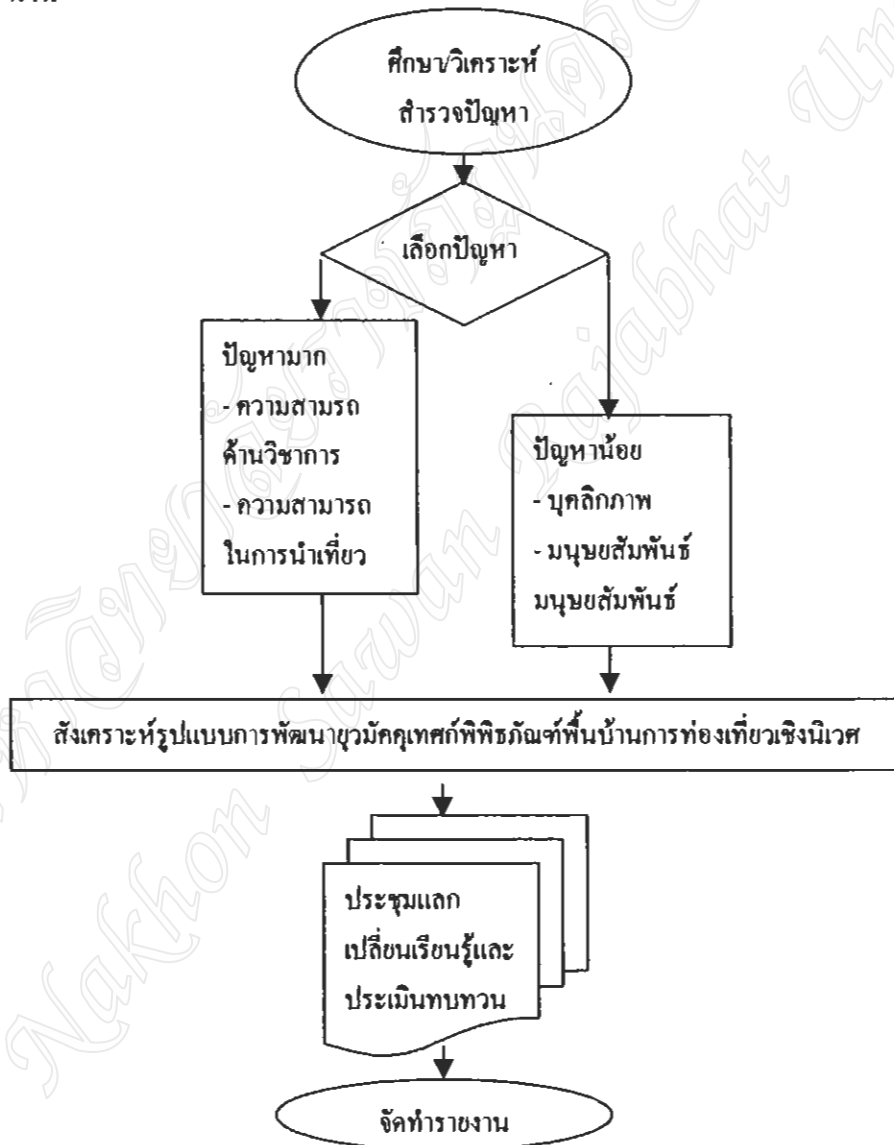 ศึกษา/วิเคราะห์
สำรวจปัญหา
เลือกปัญหา
ปัญหามาก
- ความสามรถ
ด้านวิชาการ
- ความสามารถ
ในการนำเที่ยว
ปัญหาน้อย
- บุคลิกภาพ
- มนุษยสัมพันธ์
มนุษยสัมพันธ์
สังเคราะห์รูปแบบการพัฒนายุวมัคคุเทศก์พิพิธภัณฑ์พื้นบ้านการท่องเที่ยวเชิงนิเวศ
ประชุมแลก
เปลี่ยนเรียนรู้และ
ประเมินทบทวน
จัดทำรายงาน
Nakhon Sawan Rajabhat